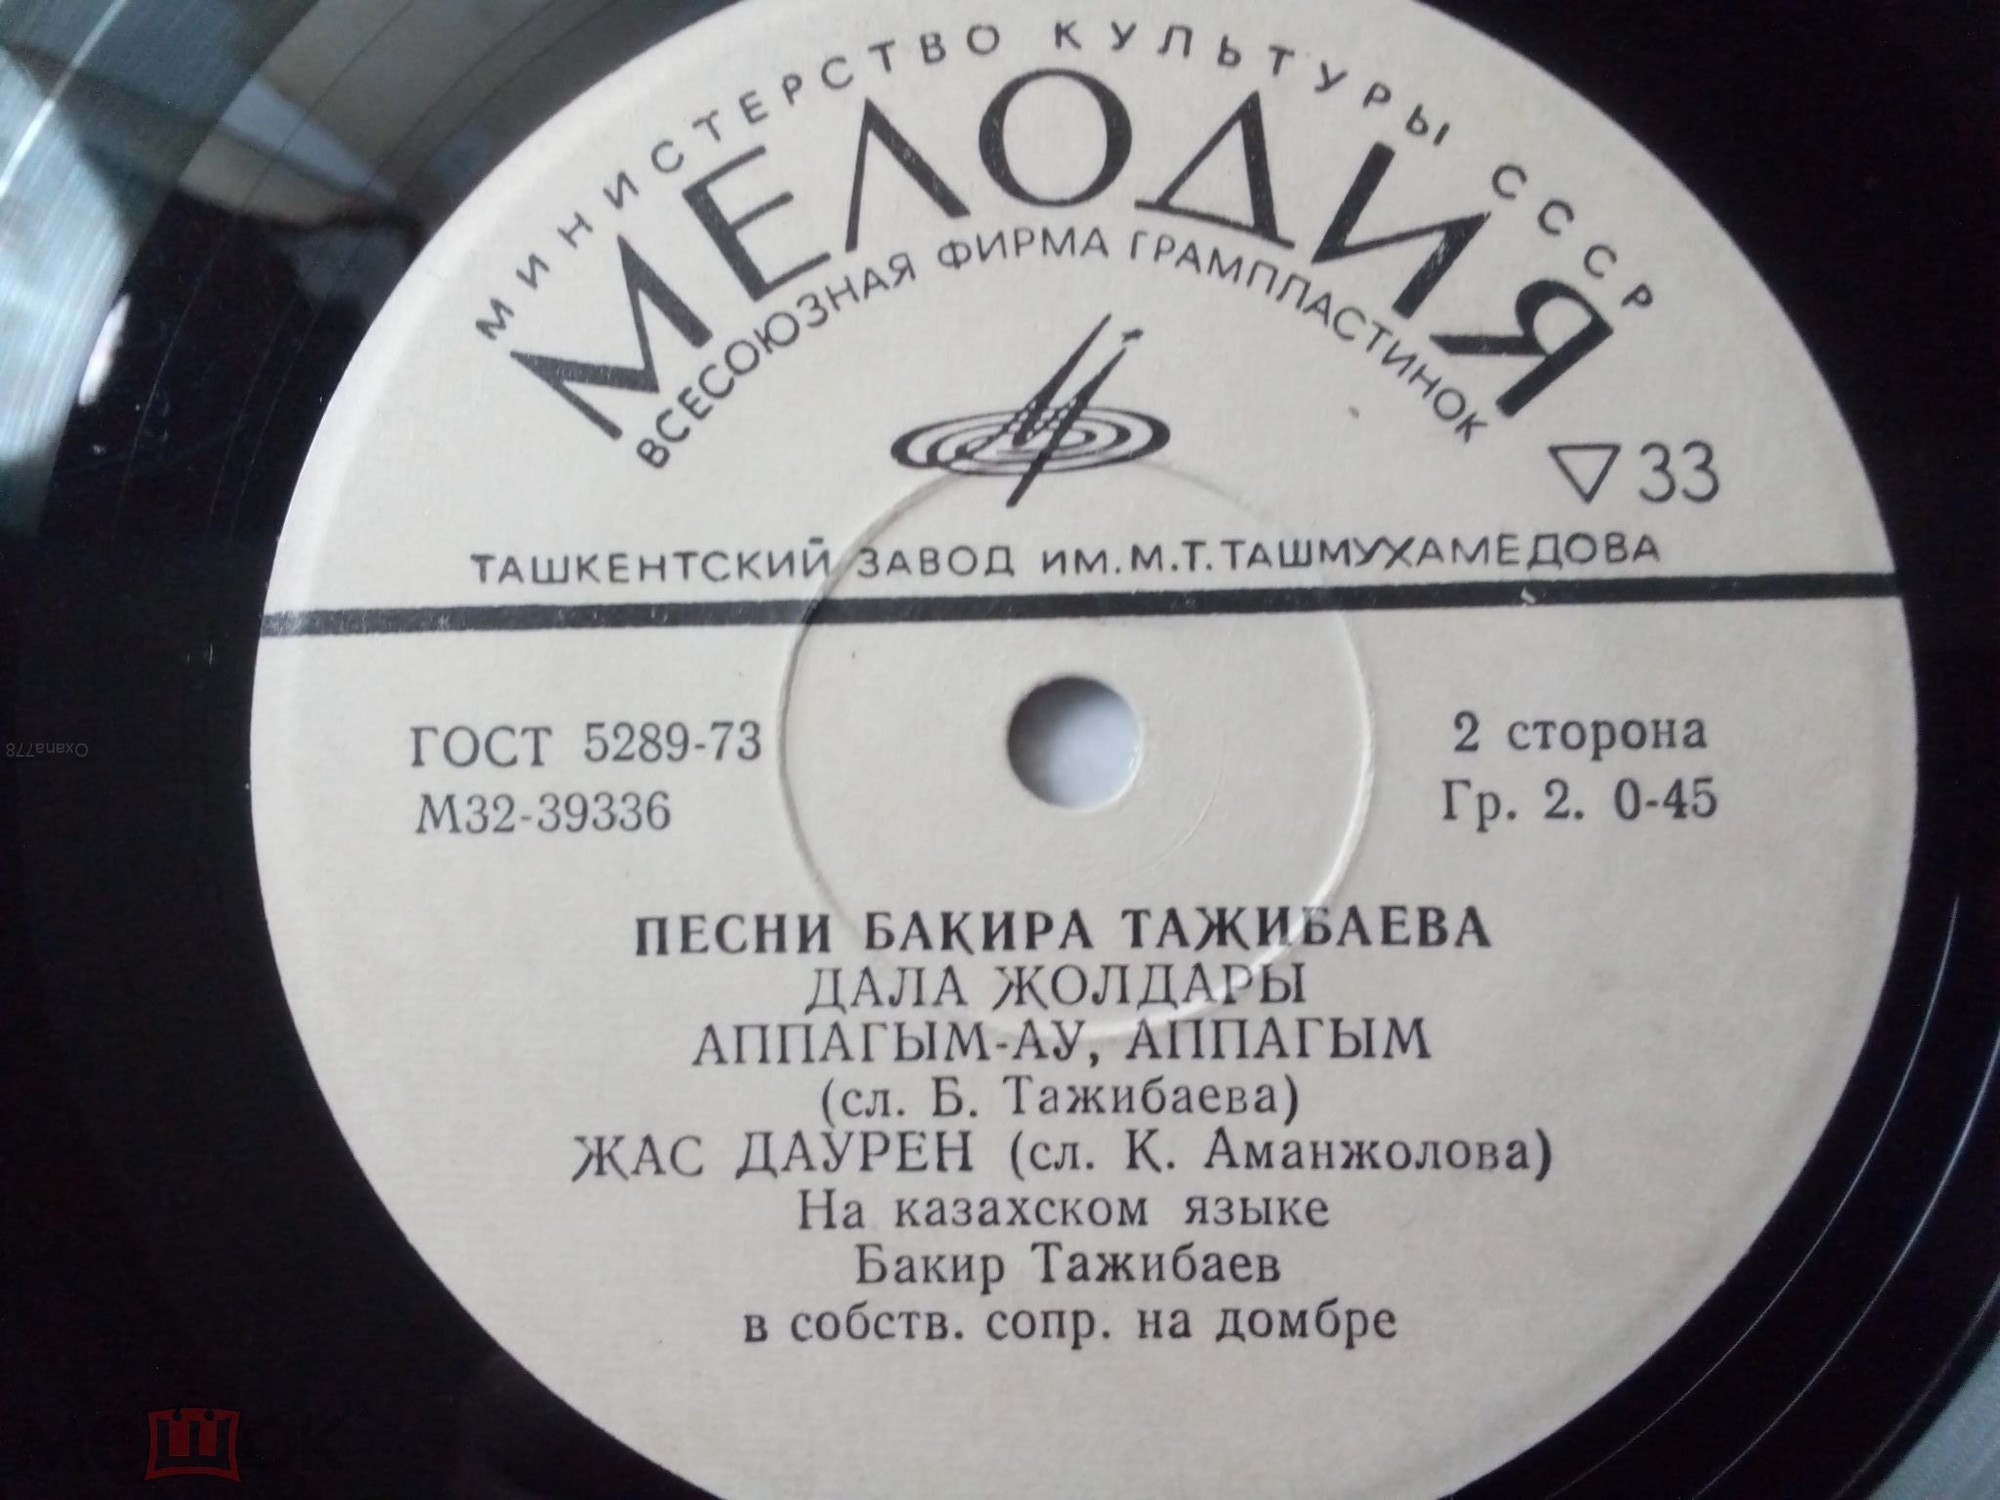 МИНИСТЕРСТВО КУЛЬТУРЫ СССР
МЕЛОДИЯ
ВСЕСОЮЗНАЯ ФИРМА ГРАМПЛАСТИНОК
33
ТАШКЕНТСКИЙ ЗАВОД ИМ. М.Т. ТАШМУХАМЕДОВА
ГОСТ 5289-73
М32-39336
2 сторона
Гр. 2. 0-45
ПЕСНИ БАКИРА ТАЖИБАЕВА
ДАЛА ЖОЛДАРЫ
АППАГЫМ-АУ, АППАГЫМ
(сл. Б. Тажибаева)
ЖАС ДАУРЕН (сл. К. Аманжолова)
На казахском языке
Бакир Тажибаев
в собств. сопр. на домбре
Oxana778